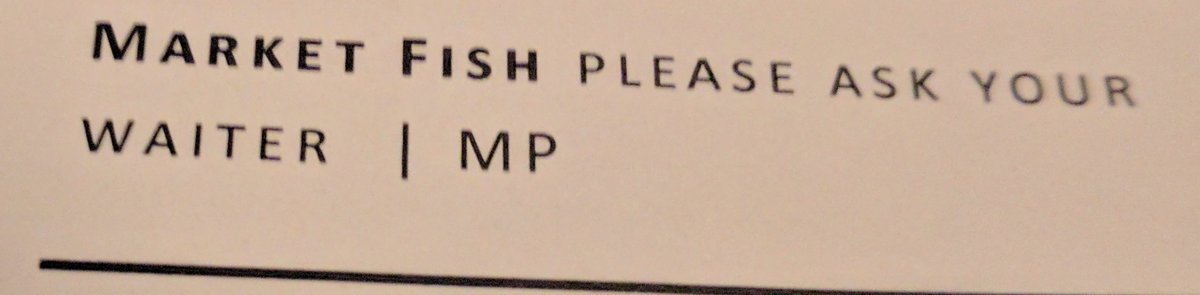 MARKET FISH PLEASE ASK YOUR
WAITER | MP